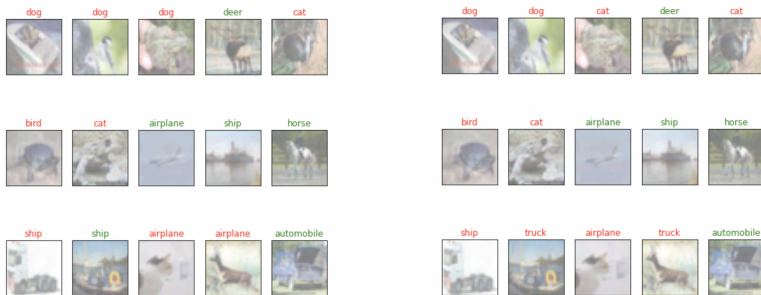 dog dog dog deer cat
bird cat airplane ship horse
ship ship airplane airplane automobile
dog dog cat deer cat
bird cat airplane ship horse
ship truck airplane truck automobile